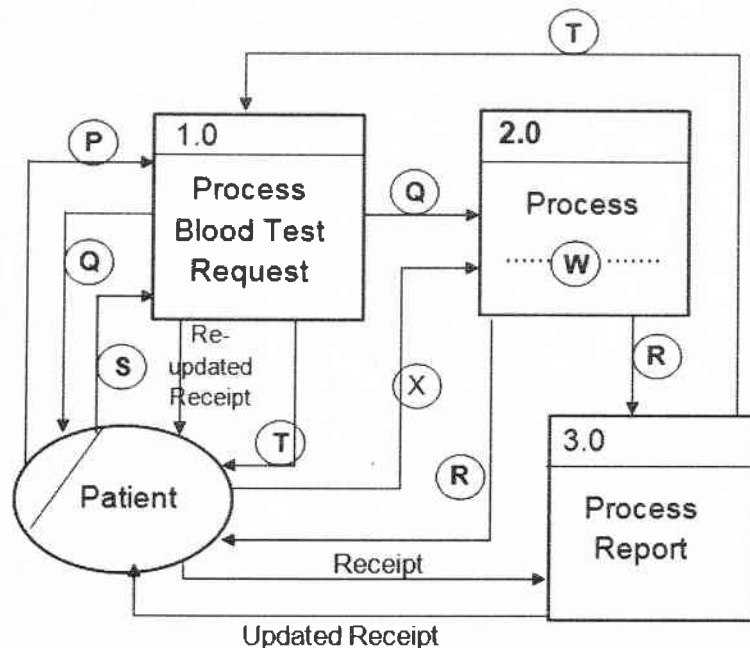 T
P
1.0
Process
Blood Test
Request
Q
2.0
Process
...... W ......
Q
S
Re-
updated
Receipt
X
R
T
Patient
R
3.0
Process
Report
Receipt
Updated Receipt